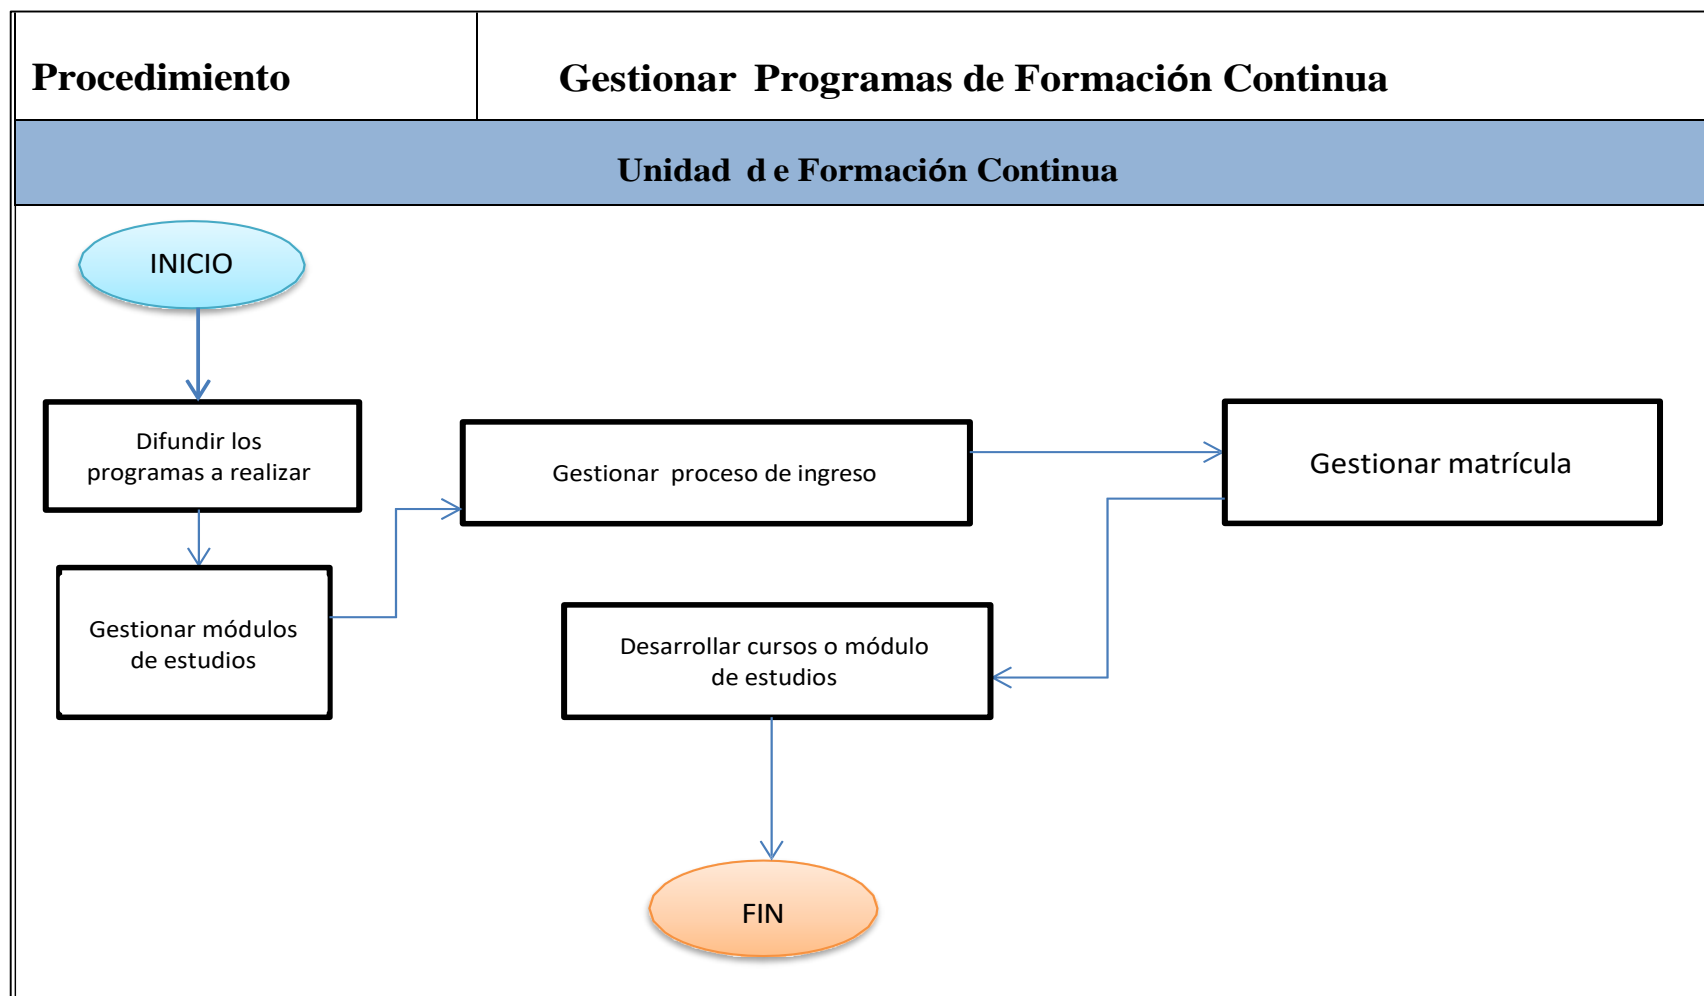 Procedimiento
Gestionar Programas de Formación Continua
Unidad d e Formación Continua
INICIO
Difundir los
programas a realizar
Gestionar módulos
de estudios
Gestionar proceso de ingreso
Gestionar matrícula
Desarrollar cursos o módulo
de estudios
FIN